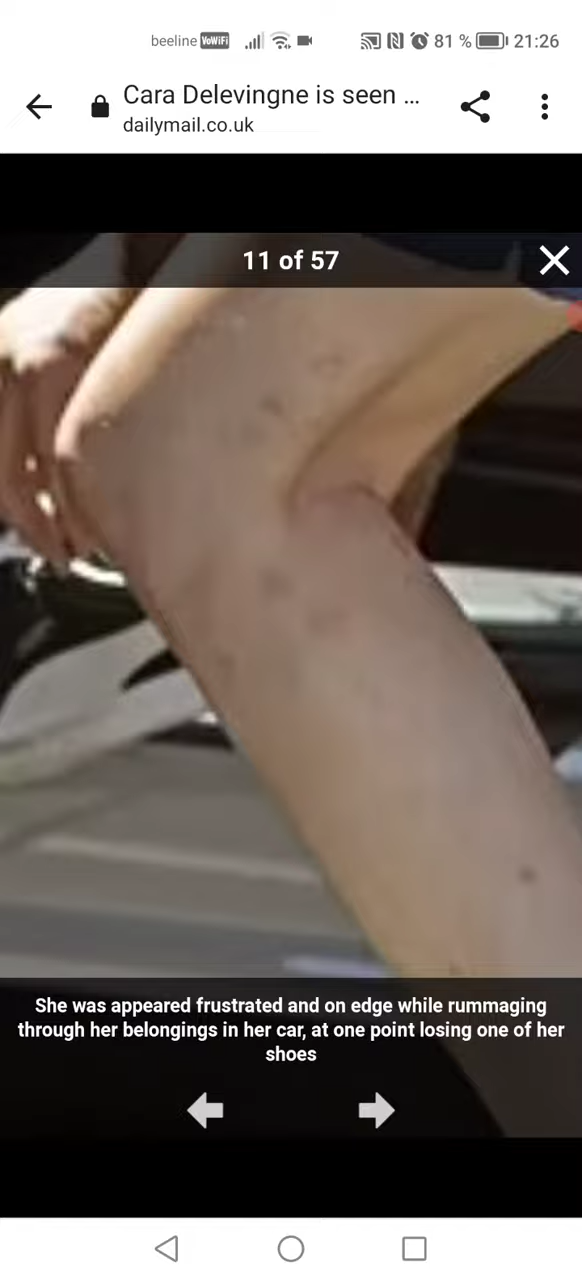 beeline VoWiFi 81 % 21:26
Cara Delevingne is seen ...
dailymail.co.uk
11 of 57
She was appeared frustrated and on edge while rummaging
through her belongings in her car, at one point losing one of her
shoes